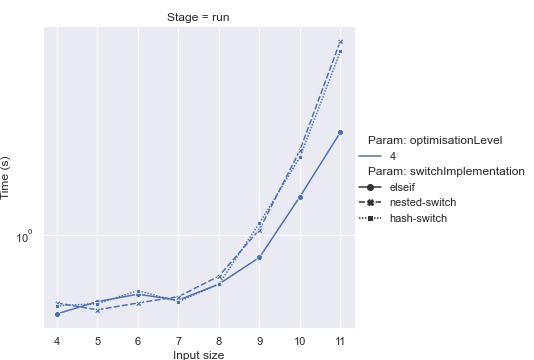 Stage = run
Time (s)
10⁰
4 5 6 7 8 9 10 11
Input size
Param: optimisationLevel
4
Param: switchImplementation
elseif
nested-switch
hash-switch